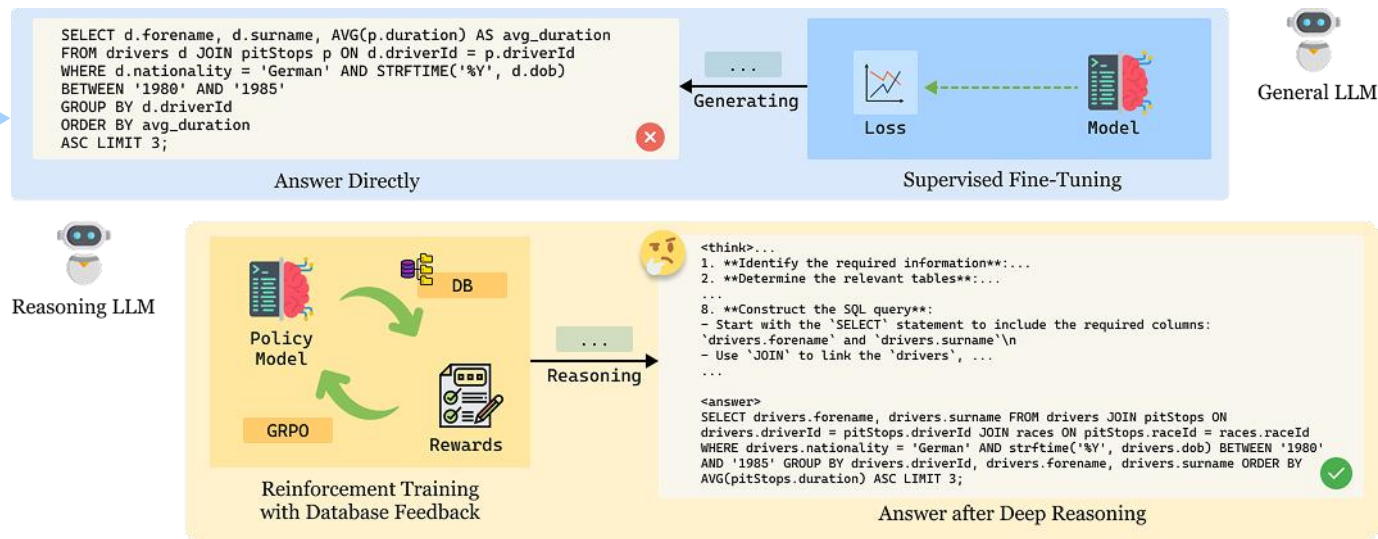 SELECT d.forename, d.surname, AVG(p.duration) AS avg_duration
FROM drivers d JOIN pitStops p ON d.driverId = p.driverId
WHERE d.nationality = 'German' AND STRFTIME('%Y', d.dob)
BETWEEN '1980' AND '1985'
GROUP BY d.driverId
ORDER BY avg_duration
ASC LIMIT 3;
Answer Directly
...
Generating
Loss
Model
Supervised Fine-Tuning
General LLM
Reasoning LLM
Policy
Model
DB
GRPO
Rewards
Reinforcement Training
with Database Feedback
...
Reasoning
<think>...
1. **Identify the required information**:...
2. **Determine the relevant tables**:...
...
8. **Construct the SQL query**:
- Start with the `SELECT` statement to include the required columns:
`drivers.forename` and `drivers.surname`\n
- Use `JOIN` to link the `drivers`, ...
...
<answer>
SELECT drivers.forename, drivers.surname FROM drivers JOIN pitStops ON
drivers.driverId = pitStops.driverId JOIN races ON pitStops.raceId = races.raceId
WHERE drivers.nationality = 'German' AND strftime('%Y', drivers.dob) BETWEEN '1980'
AND '1985' GROUP BY drivers.driverId, drivers.forename, drivers.surname ORDER BY
AVG(pitStops.duration) ASC LIMIT 3;
Answer after Deep Reasoning